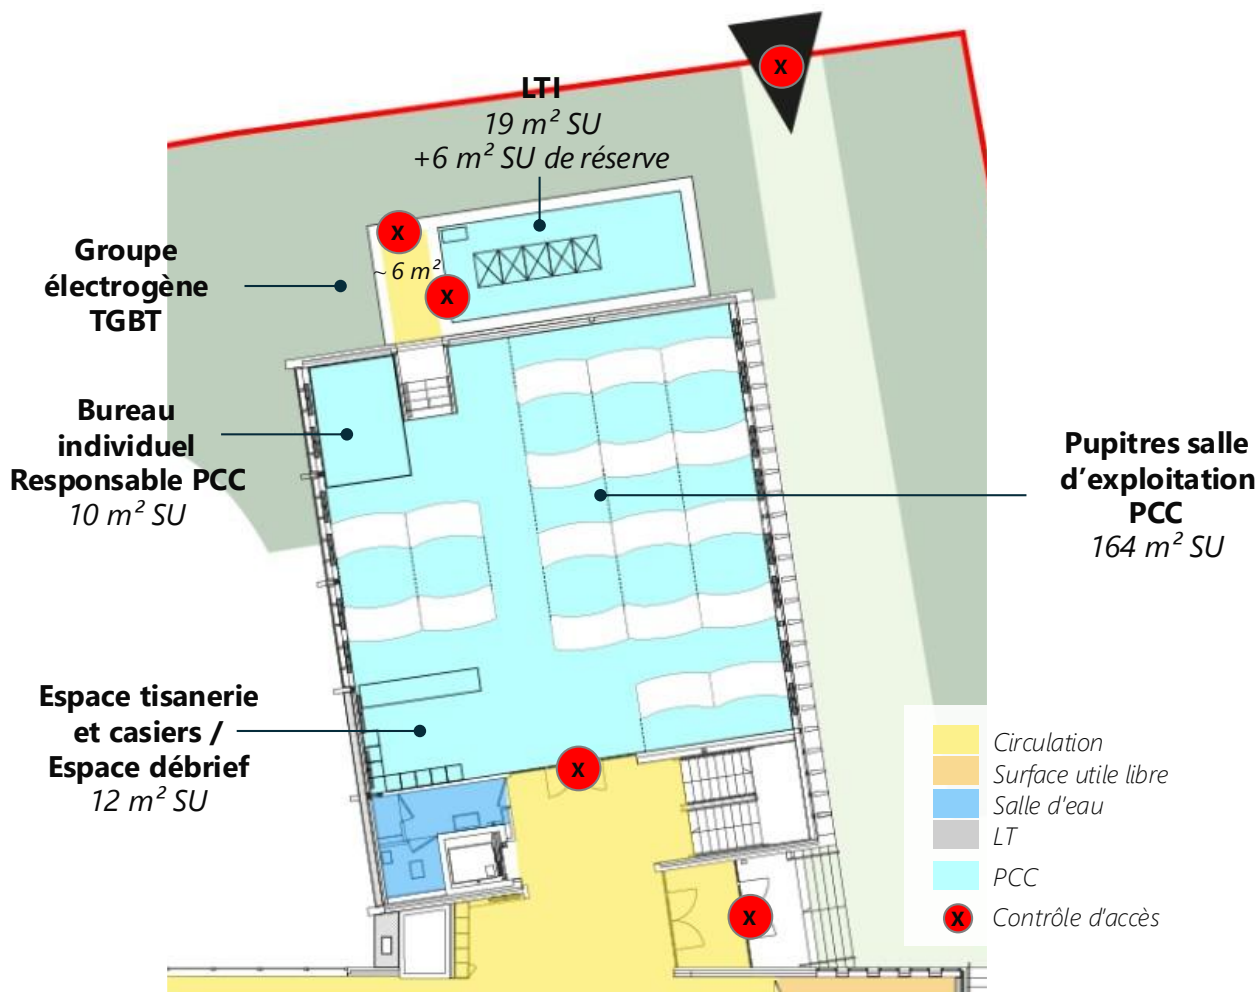 X
LTI
19 m² SU
+6 m² SU de réserve
X
~ 6 m²
X
Groupe
électrogène
TGBT
Bureau
individuel
Responsable PCC
10 m² SU
Pupitres salle
d'exploitation
PCC
164 m² SU
Espace tisanerie
et casiers /
Espace débrief
12 m² SU
X
X
Circulation
Surface utile libre
Salle d'eau
LT
PCC
X Contrôle d'accès